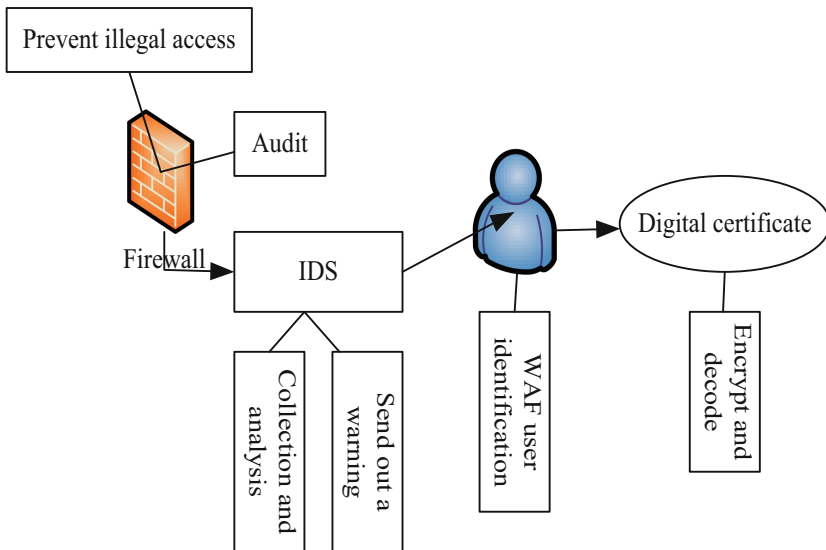 Prevent illegal access
Audit
Firewall
IDS
Digital certificate
Collection and
analysis
Send out a
warning
WAF user
identification
Encrypt and
decode